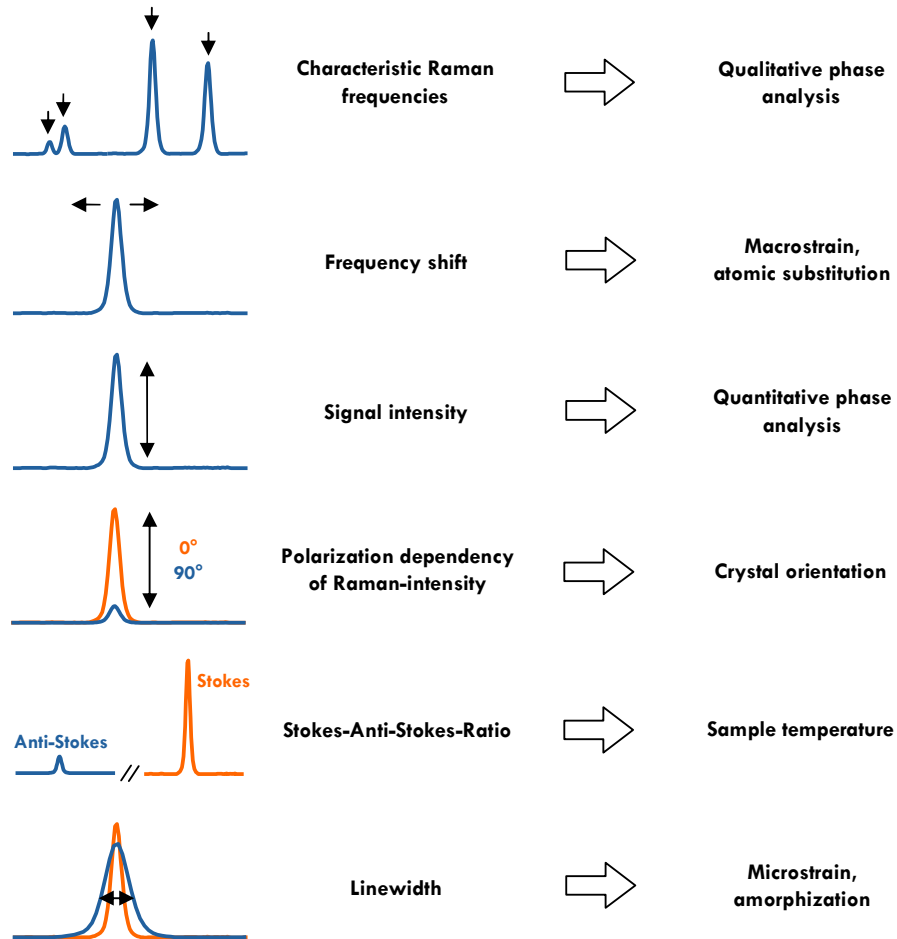 Characteristic Raman
frequencies
Qualitative phase
analysis
Frequency shift
Macrostrain,
atomic substitution
Signal intensity
Quantitative phase
analysis
0°
90°
Polarization dependency
of Raman-intensity
Crystal orientation
Stokes
Anti-Stokes
Stokes-Anti-Stokes-Ratio
Sample temperature
Linewidth
Microstrain,
amorphization